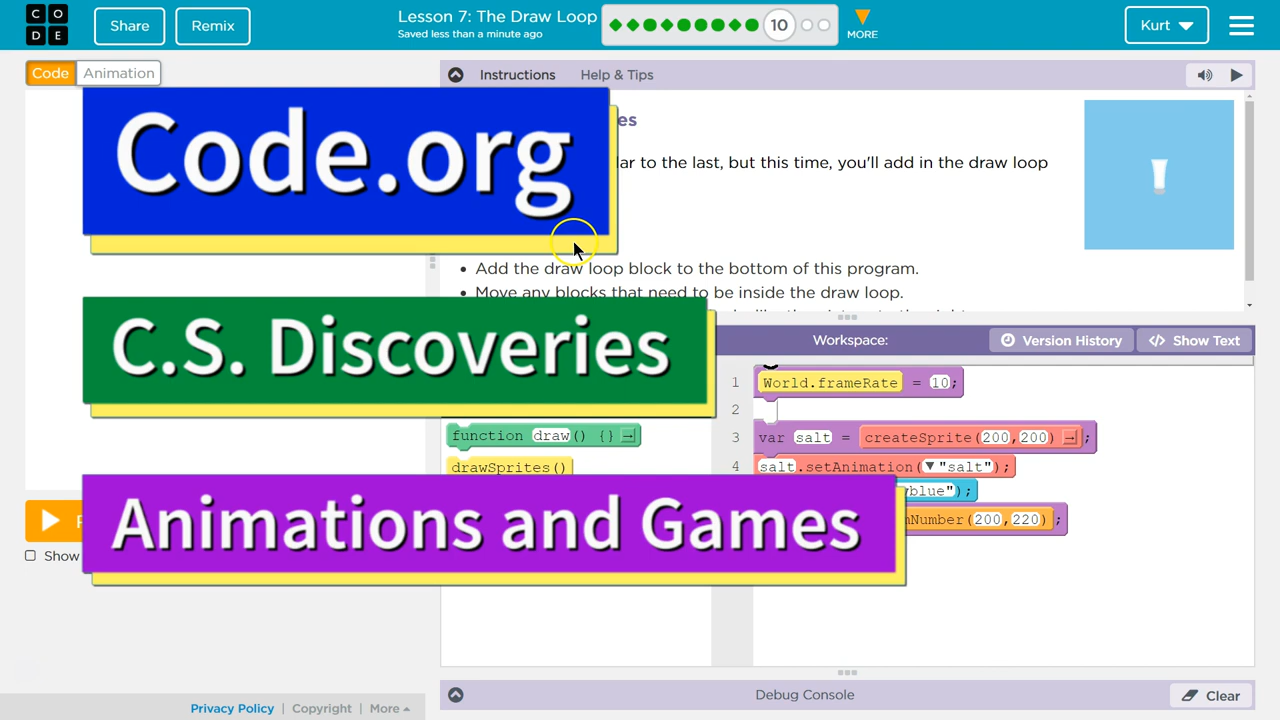 CODE
Share
Remix
Lesson 7: The Draw Loop
Saved less than a minute ago
10
MORE
Kurt
Code
Animation
Instructions
Help & Tips
Code.org
es
lar to the last, but this time, you'll add in the draw loop
Add the draw loop block to the bottom of this program.
Move any blocks that need to be inside the draw loop.
C.S. Discoveries
Workspace:
Version History
Show Text
1 World.frameRate = 10;
2
3 var salt = createSprite(200,200);
4 salt.setAnimation("salt");
function draw() {}
drawSprites()
yblue");
mNumber(200,220);
Animations and Games
Show
Debug Console
Clear
Privacy Policy | Copyright | More